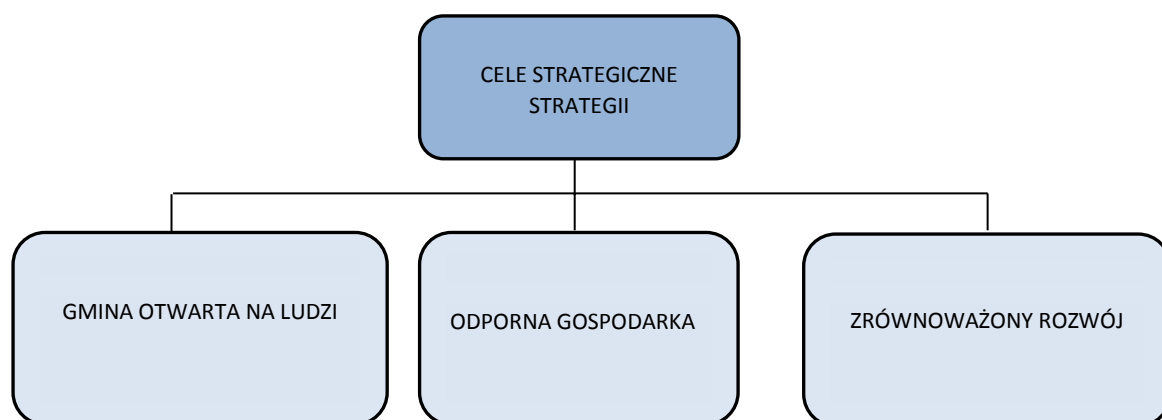 CELE STRATEGICZNE
STRATEGII
GMINA OTWARTA NA LUDZI
ODPORNA GOSPODARKA
ZRÓWNOWAŻONY ROZWÓJ